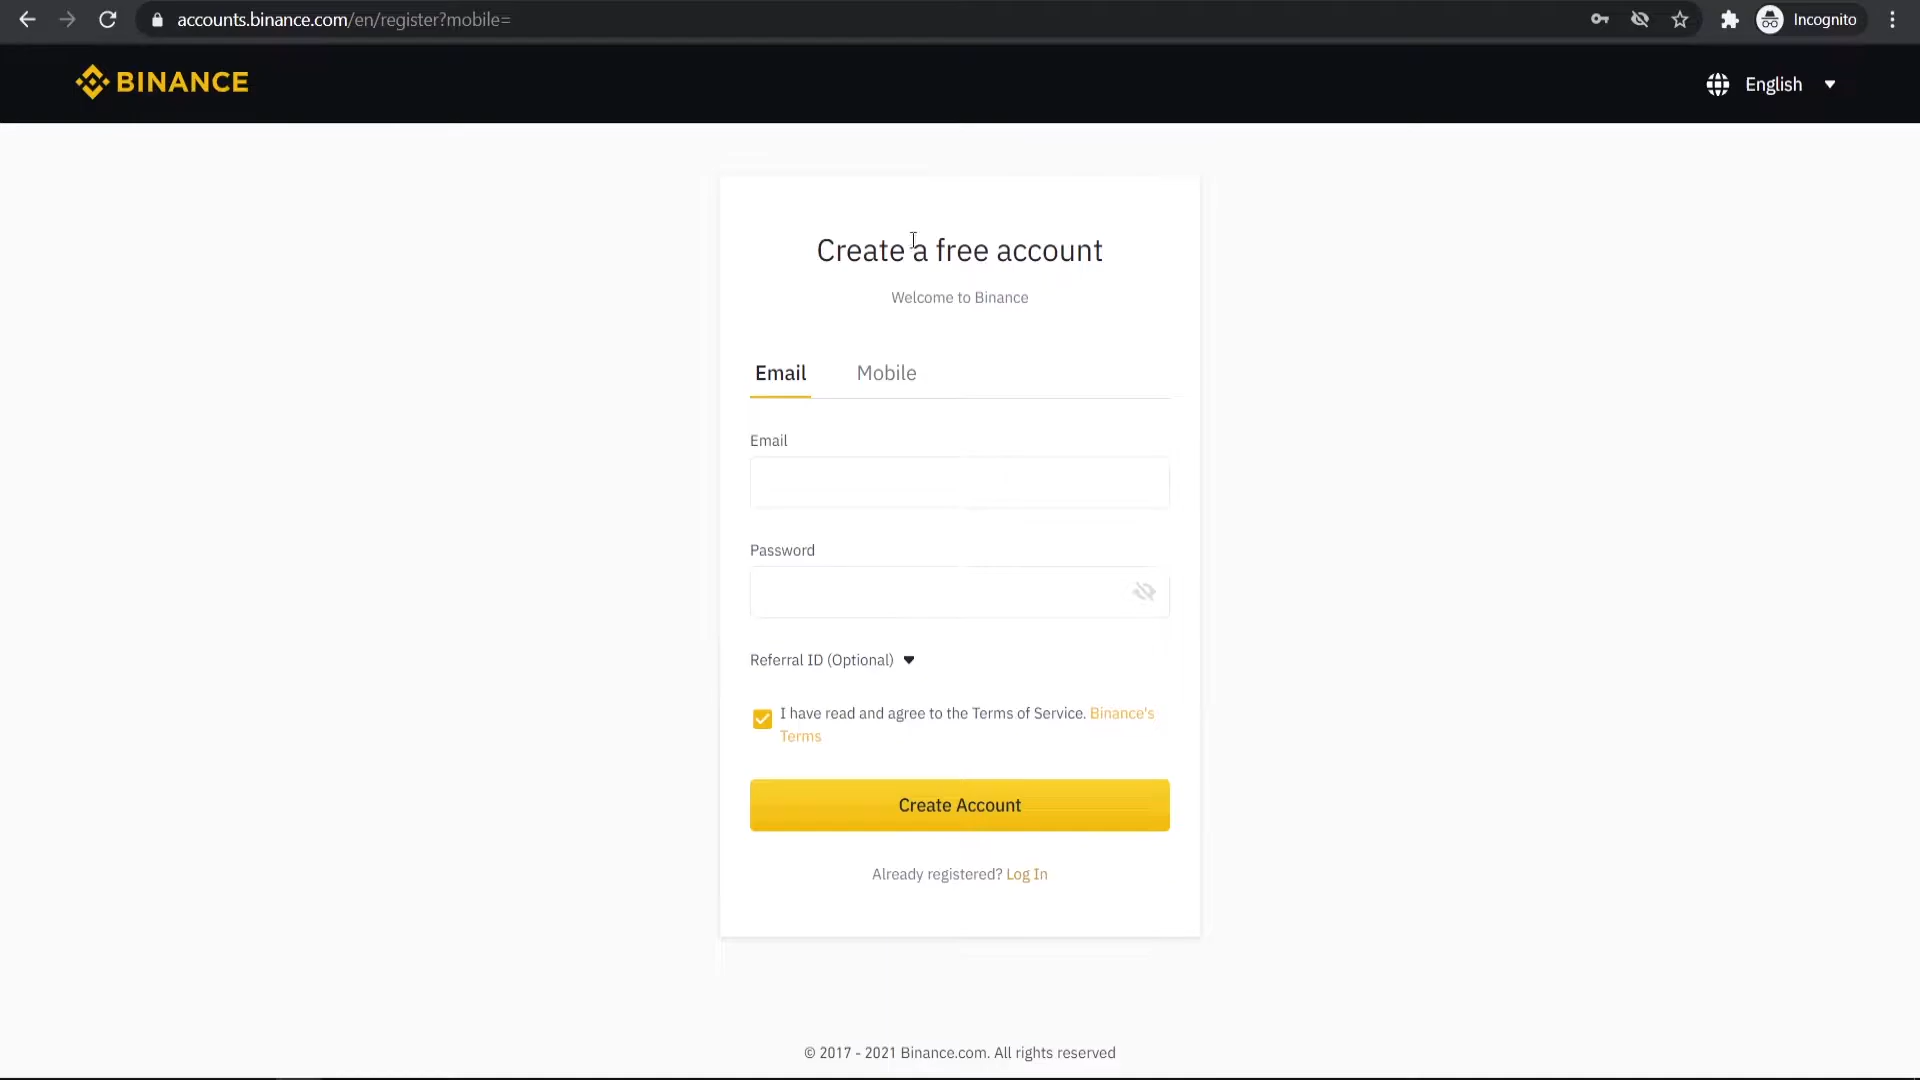 accounts.binance.com/en/register?mobile=
Incognito
BINANCE
English
Create a free account
Welcome to Binance
Email
Mobile
Email
Password
Referral ID (Optional)
I have read and agree to the Terms of Service. Binance's
Terms
Create Account
Already registered? Log In
© 2017 - 2021 Binance.com. All rights reserved